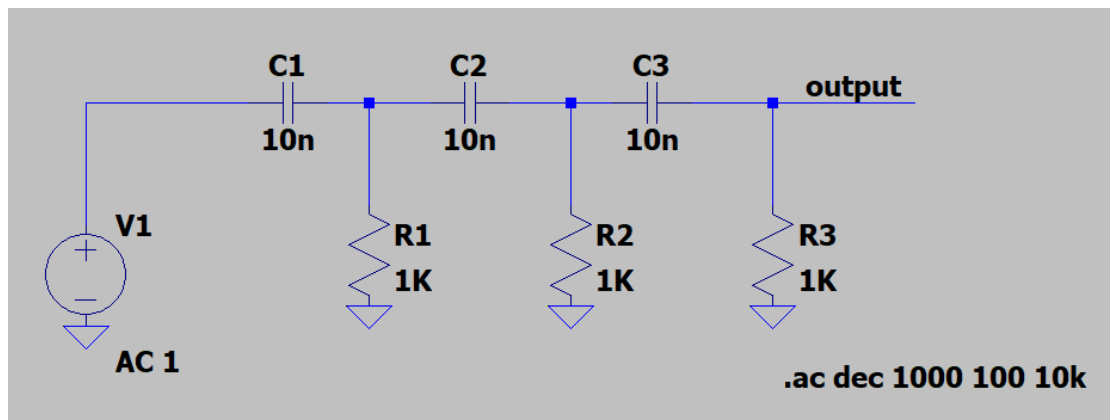 C1
C2
C3
output
10n
10n
10n
V1
R1
R2
R3
1K
1K
1K
AC 1
.ac dec 1000 100 10k